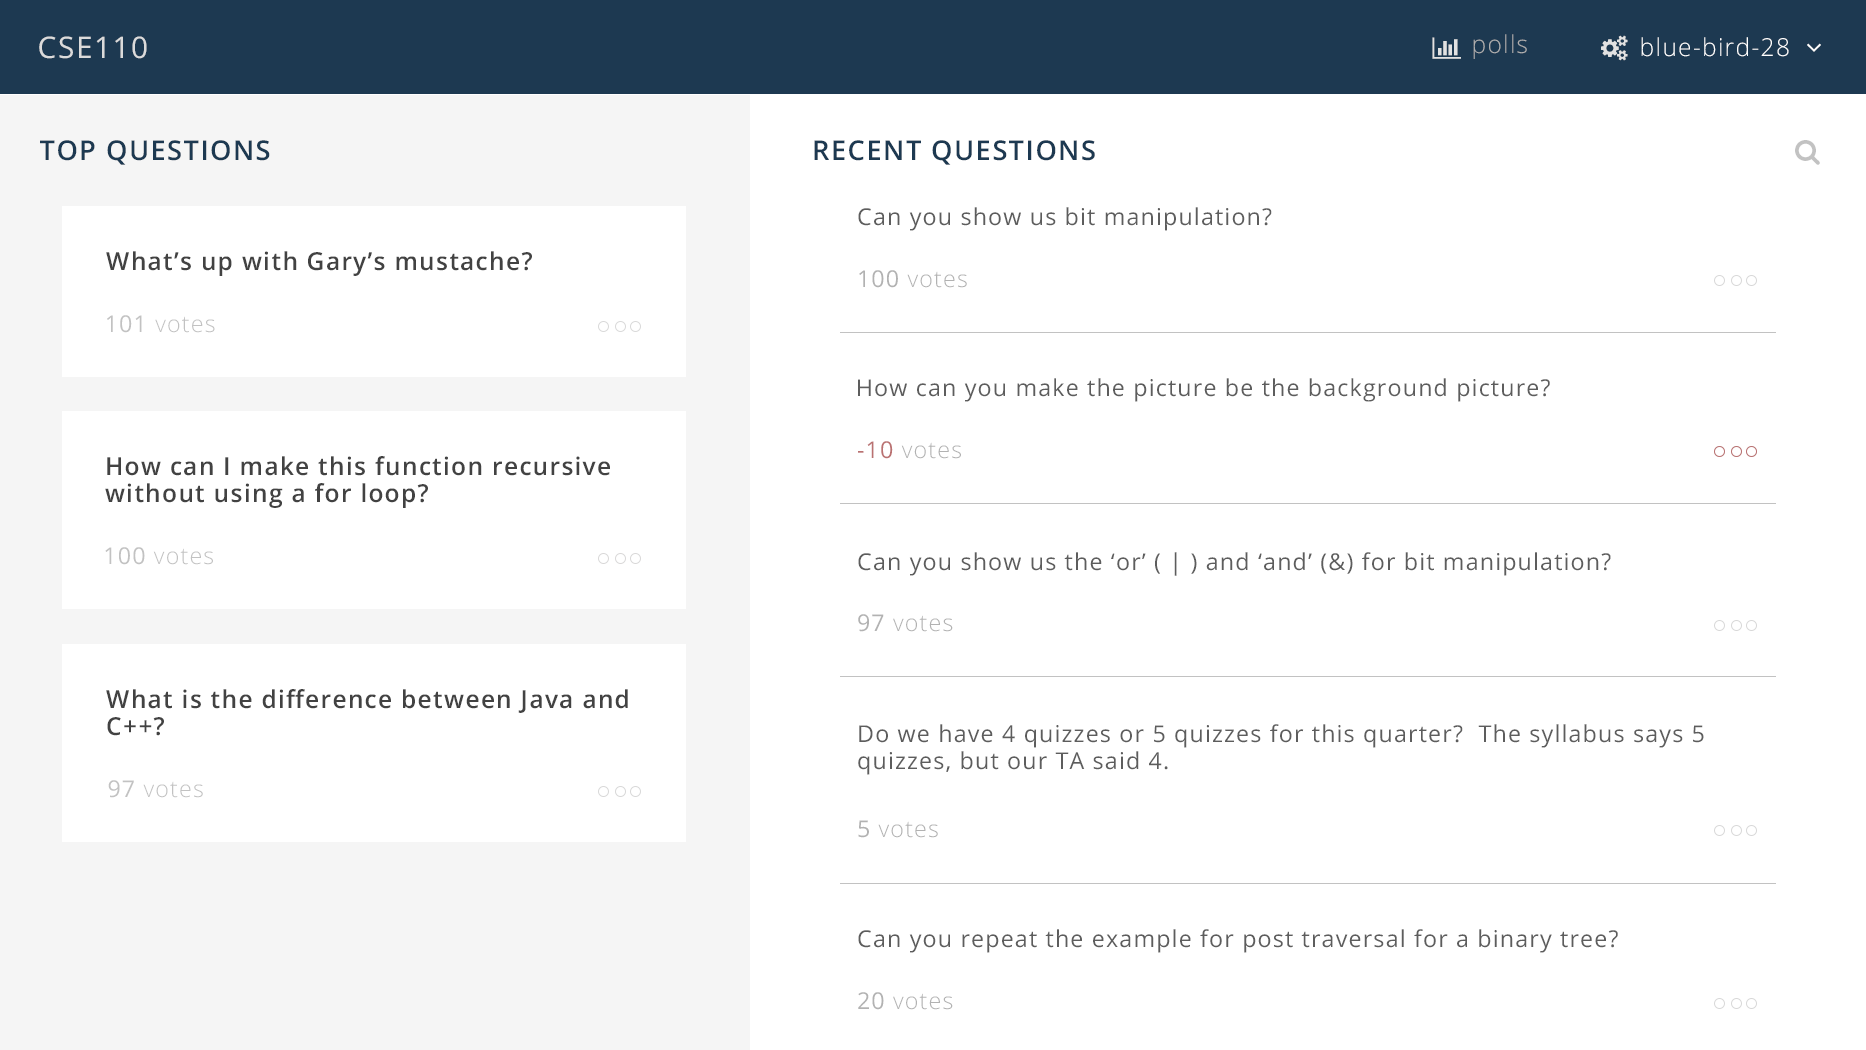 CSE110
polls
blue-bird-28
TOP QUESTIONS
What’s up with Gary’s mustache?
101 votes
How can I make this function recursive
without using a for loop?
100 votes
What is the difference between Java and
C++?
97 votes
RECENT QUESTIONS
Can you show us bit manipulation?
100 votes
How can you make the picture be the background picture?
-10 votes
Can you show us the ‘or’ ( | ) and ‘and’ (&) for bit manipulation?
97 votes
Do we have 4 quizzes or 5 quizzes for this quarter?  The syllabus says 5
quizzes, but our TA said 4.
5 votes
Can you repeat the example for post traversal for a binary tree?
20 votes